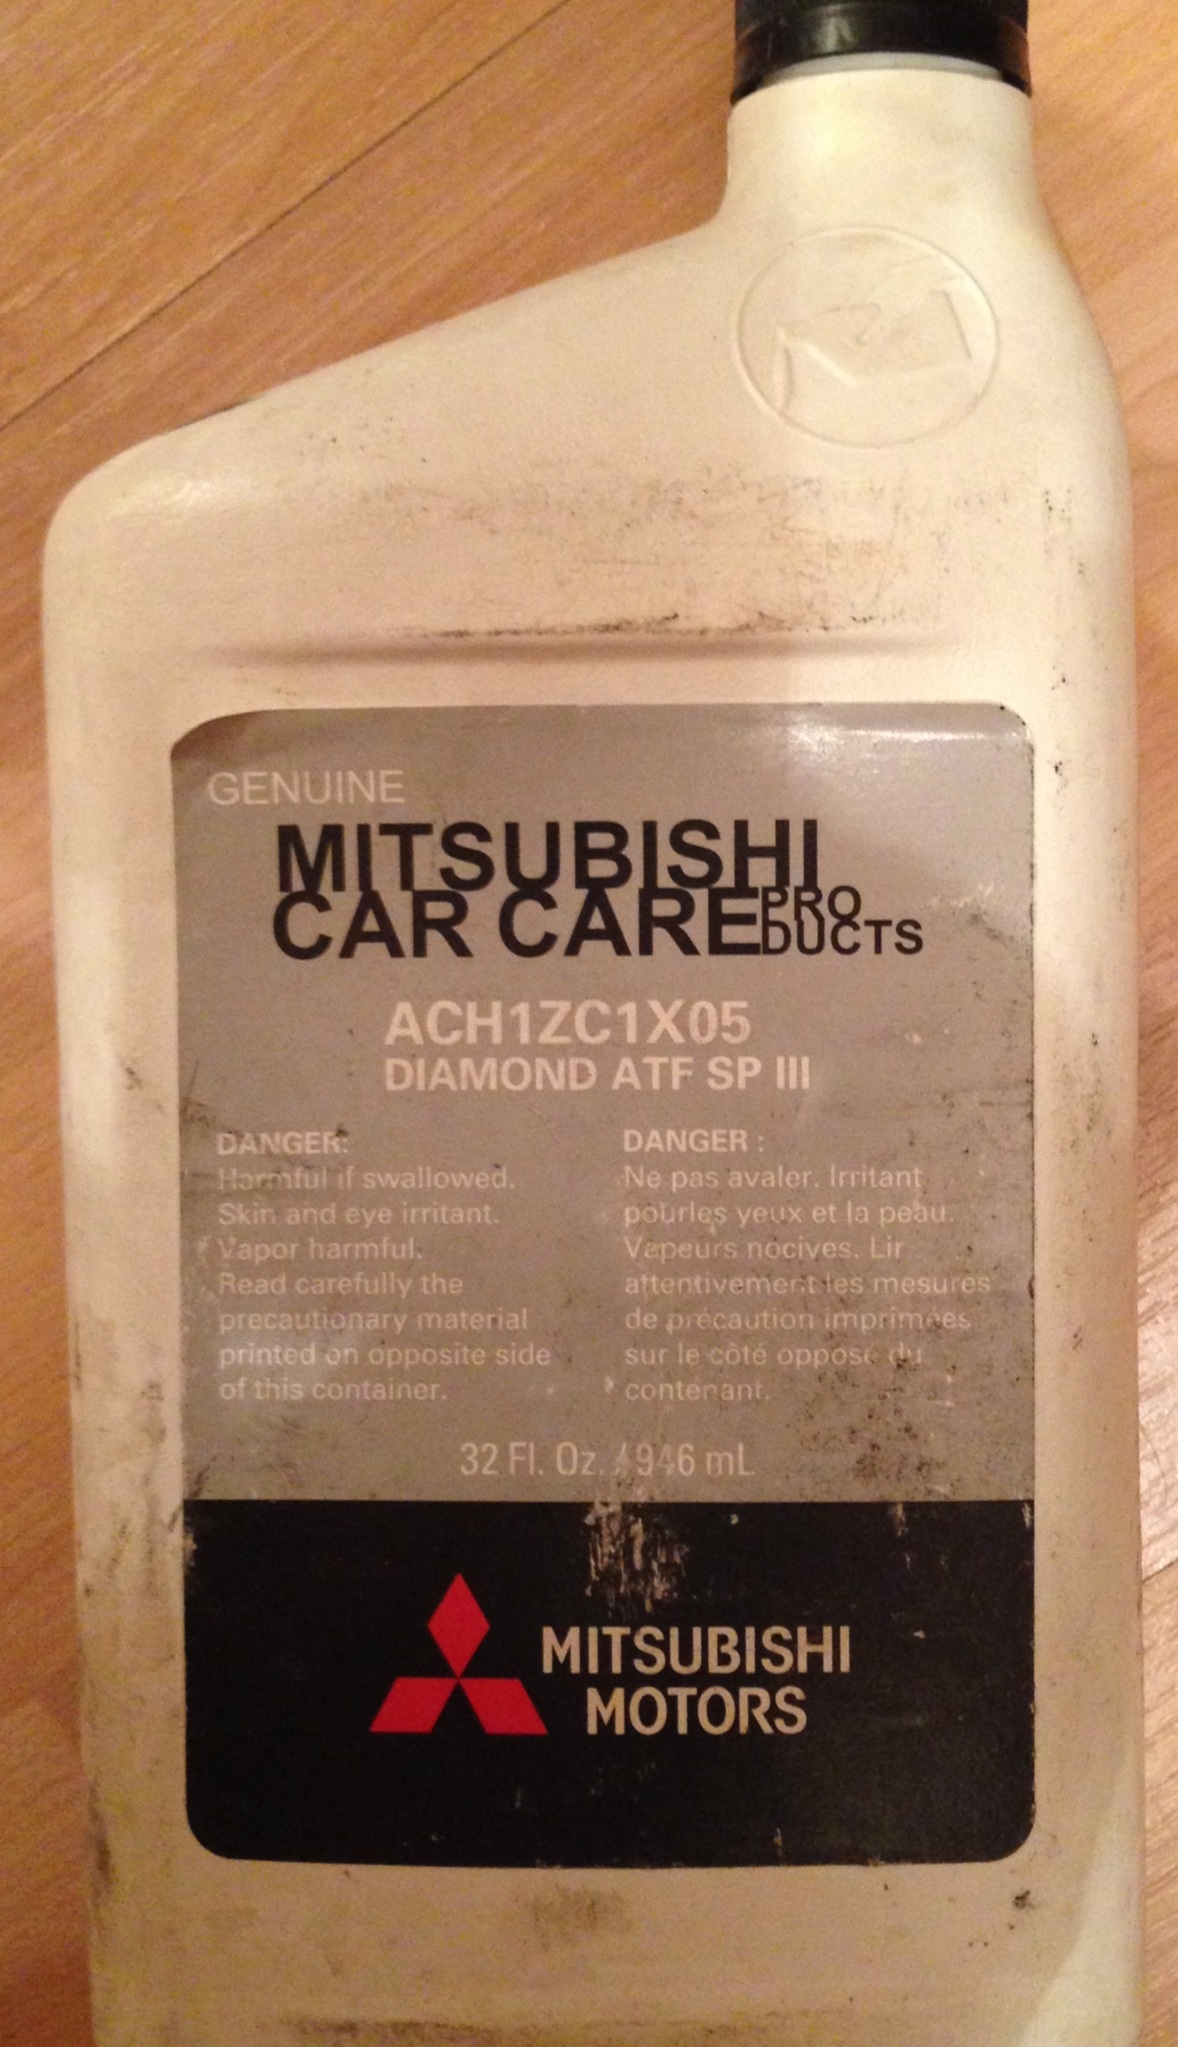 GENUINE
MITSUBISHI
CAR CARE PRO
DUCTS
ACH1ZC1X05
DIAMOND ATF SP III
DANGER:
Harmful if swallowed.
Skin and eye irritant.
Vapor harmful.
Read carefully the
precautionary material
printed on opposite side
of this container.
DANGER :
Ne pas avaler. Irritant
pourles yeux et la peau.
Vapeurs nocives. Lir
attentivement les mesures
de précaution imprimées
sur le côté opposé du
contenant.
32 Fl. Oz. / 946 mL
MITSUBISHI
MOTORS